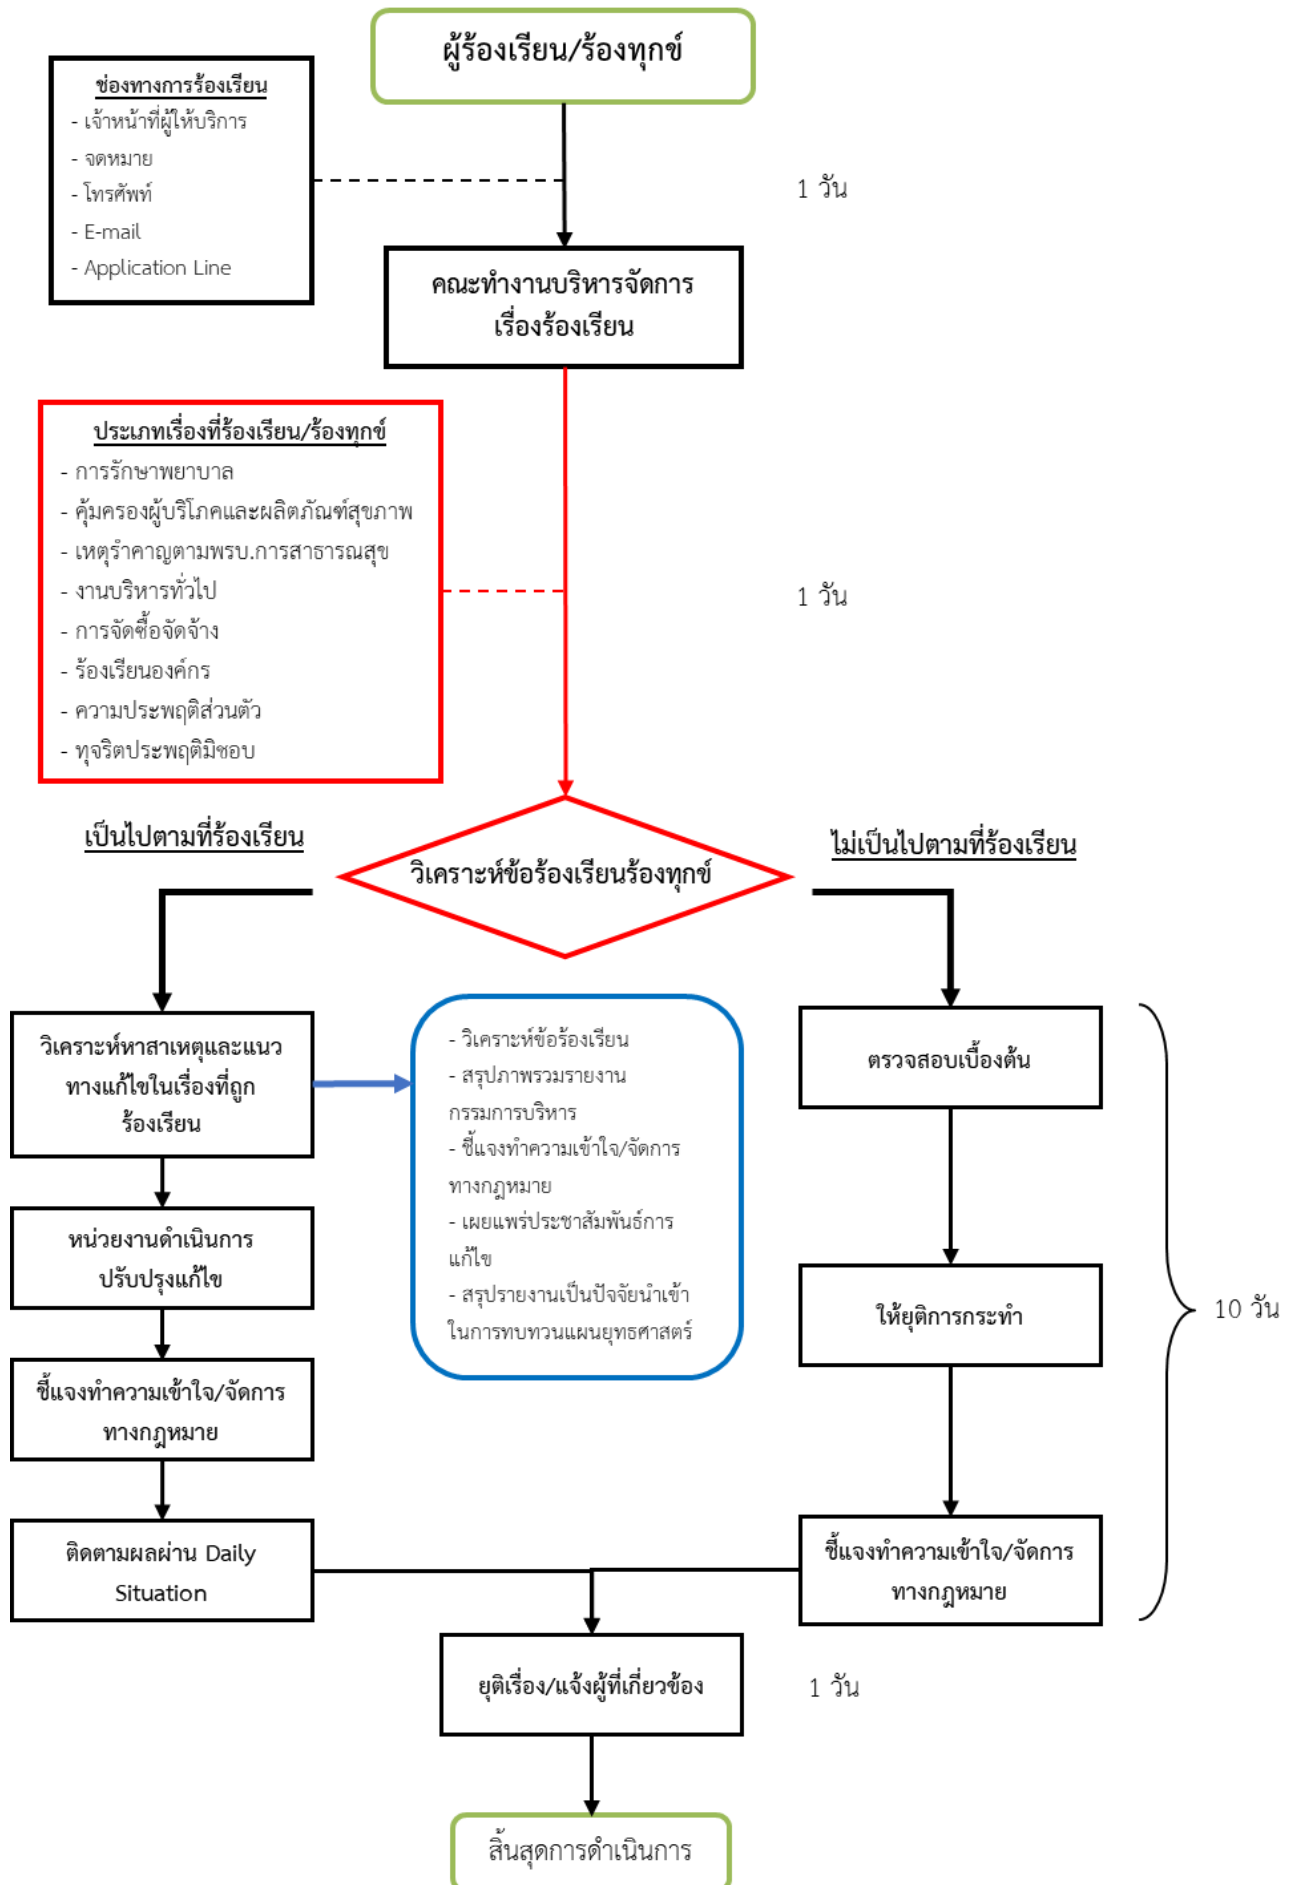 ผู้ร้องเรียน/ร้องทุกข์
ช่องทางการร้องเรียน
- เจ้าหน้าที่ผู้ให้บริการ
- จดหมาย
- โทรศัพท์
- E-mail
- Application Line
1 วัน
คณะทำงานบริหารจัดการ
เรื่องร้องเรียน
ประเภทเรื่องที่ร้องเรียน/ร้องทุกข์
- การรักษาพยาบาล
- คุ้มครองผู้บริโภคและผลิตภัณฑ์สุขภาพ
- เหตุรำคาญตามพรบ.การสาธารณสุข
- งานบริหารทั่วไป
- การจัดซื้อจัดจ้าง
- ร้องเรียนองค์กร
- ความประพฤติส่วนตัว
- ทุจริตประพฤติมิชอบ
1 วัน
เป็นไปตามที่ร้องเรียน
วิเคราะห์ข้อร้องเรียนร้องทุกข์
ไม่เป็นไปตามที่ร้องเรียน
วิเคราะห์หาสาเหตุและแนว
ทางแก้ไขในเรื่องที่ถูก
ร้องเรียน
หน่วยงานดำเนินการ
ปรับปรุงแก้ไข
ชี้แจงทำความเข้าใจ/จัดการ
ทางกฎหมาย
ติดตามผลผ่าน Daily
Situation
- วิเคราะห์ข้อร้องเรียน
- สรุปภาพรวมรายงาน
กรรมการบริหาร
- ชี้แจงทำความเข้าใจ/จัดการ
ทางกฎหมาย
- เผยแพร่ประชาสัมพันธ์การ
แก้ไข
- สรุปรายงานเป็นปัจจัยนำเข้า
ในการทบทวนแผนยุทธศาสตร์
ตรวจสอบเบื้องต้น
ให้ยุติการกระทำ
ชี้แจงทำความเข้าใจ/จัดการ
ทางกฎหมาย
10 วัน
ยุติเรื่อง/แจ้งผู้ที่เกี่ยวข้อง
1 วัน
สิ้นสุดการดำเนินการ